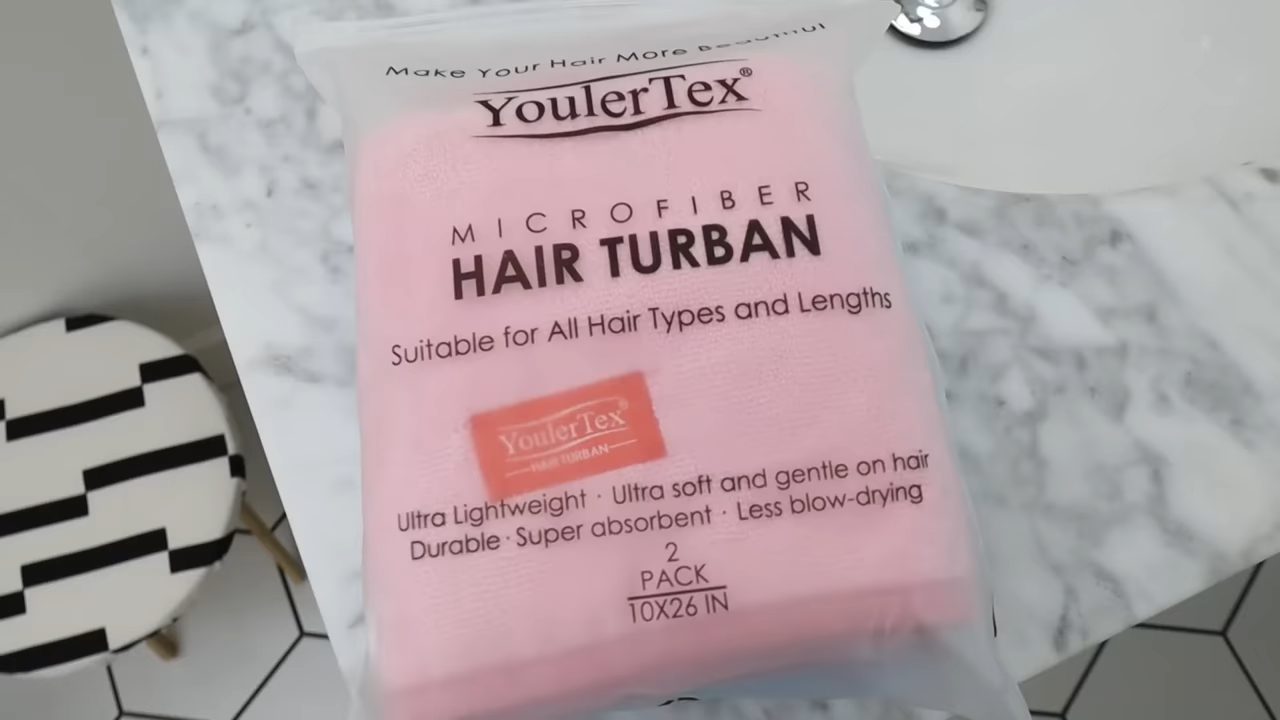 Make Your Hair More Beautiful
YoulerTex®
MICROFIBER
HAIR TURBAN
Suitable for All Hair Types and Lengths
YoulerTex®
HAIR TURBAN
Ultra Lightweight · Ultra soft and gentle on hair
Durable · Super absorbent · Less blow-drying
2
PACK
10X26 IN